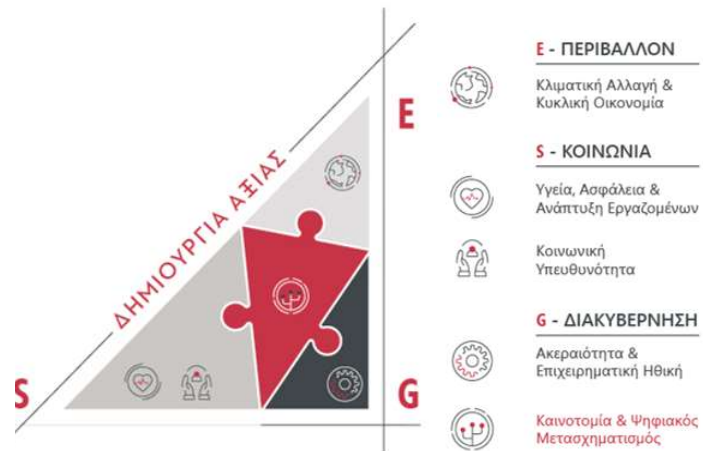 ΔΗΜΙΟΥΡΓΙΑ ΑΞΙΑΣ
E
S
G
E - ΠΕΡΙΒΑΛΛΟΝ
Κλιματική Αλλαγή &
Κυκλική Οικονομία
S - ΚΟΙΝΩΝΙΑ
Υγεία, Ασφάλεια &
Ανάπτυξη Εργαζομένων
Κοινωνική
Υπευθυνότητα
G - ΔΙΑΚΥΒΕΡΝΗΣΗ
Ακεραιότητα &
Επιχειρηματική Ηθική
Καινοτομία & Ψηφιακός
Μετασχηματισμός